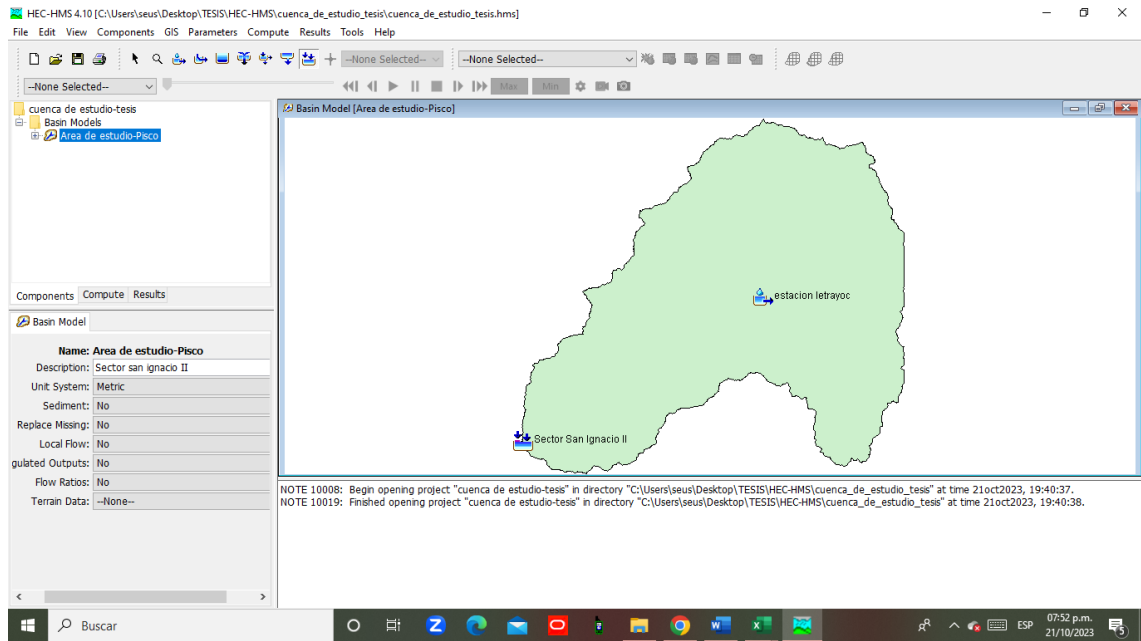 HEC-HMS 4.10 [C:\Users\seus\Desktop\TESIS\HEC-HMS\cuenca_de_estudio_tesis\cuenca_de_estudio_tesis.hms]
File Edit View Components GIS Parameters Compute Results Tools Help
--None Selected-- --None Selected--
--None Selected-- Max Min
cuenca de estudio-tesis
Basin Models
Area de estudio-Pisco
Components Compute Results
Basin Model
Name: Area de estudio-Pisco
Description: Sector san ignacio II
Unit System: Metric
Sediment: No
Replace Missing: No
Local Flow: No
gulated Outputs: No
Flow Ratios: No
Terrain Data: --None--
Basin Model [Area de estudio-Pisco]
estacion letrayoc
Sector San Ignacio II
NOTE 10008: Begin opening project "cuenca de estudio-tesis" in directory "C:\Users\seus\Desktop\TESIS\HEC-HMS\cuenca_de_estudio_tesis" at time 21oct2023, 19:40:37.
NOTE 10019: Finished opening project "cuenca de estudio-tesis" in directory "C:\Users\seus\Desktop\TESIS\HEC-HMS\cuenca_de_estudio_tesis" at time 21oct2023, 19:40:38.
Buscar
ESP
07:52 p.m.
21/10/2023
5